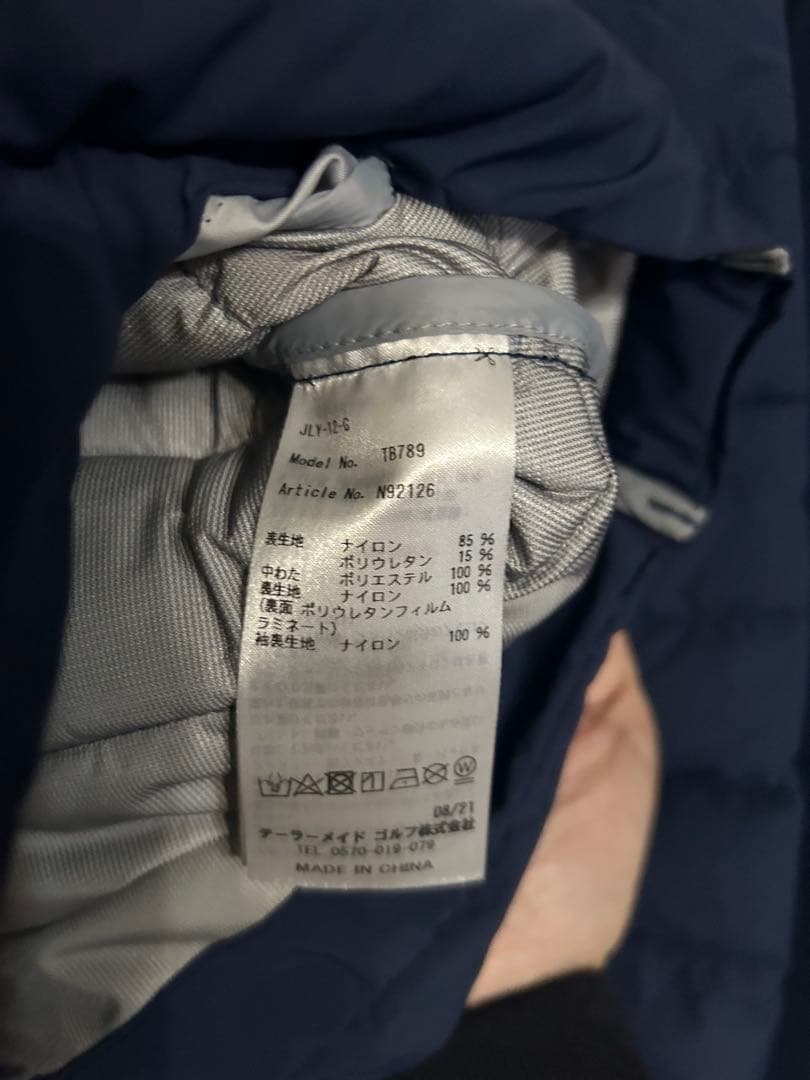 JLY-12-G
Model No. TB789
Article No. N92126
表生地 ナイロン 85 %
ポリウレタン 15 %
中わた ポリエステル 100 %
裏生地 ナイロン 100 %
(裏面 ポリウレタンフィルム
ラミネート)
袖裏生地 ナイロン 100 %
W
08/21
テーラーメイド ゴルフ株式会社
TEL 0570-019-079
MADE IN CHINA